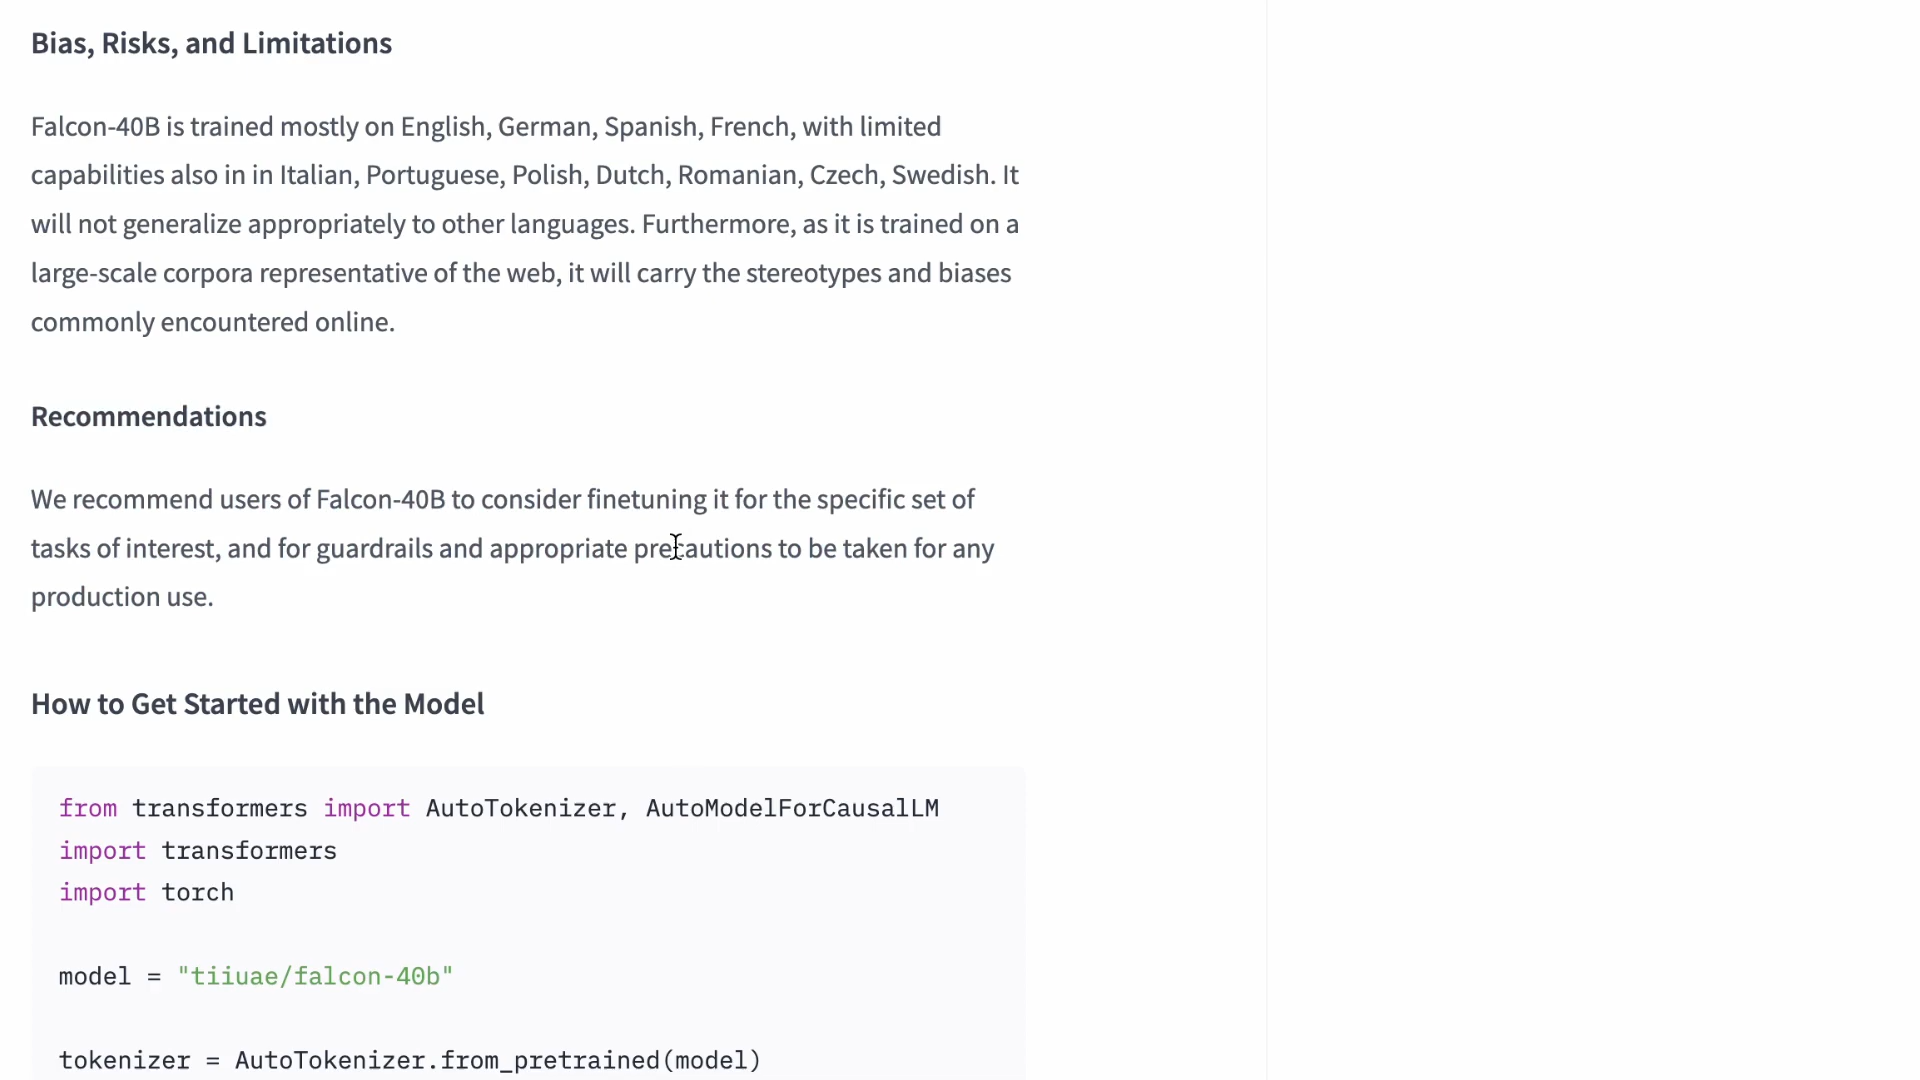 Bias, Risks, and Limitations
Falcon-40B is trained mostly on English, German, Spanish, French, with limited
capabilities also in in Italian, Portuguese, Polish, Dutch, Romanian, Czech, Swedish. It
will not generalize appropriately to other languages. Furthermore, as it is trained on a
large-scale corpora representative of the web, it will carry the stereotypes and biases
commonly encountered online.
Recommendations
We recommend users of Falcon-40B to consider finetuning it for the specific set of
tasks of interest, and for guardrails and appropriate precautions to be taken for any
production use.
How to Get Started with the Model
from transformers import AutoTokenizer, AutoModelForCausalLM
import transformers
import torch
model = "tiiuae/falcon-40b"
tokenizer = AutoTokenizer.from_pretrained(model)